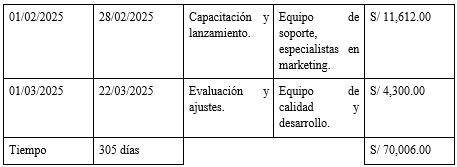 01/02/2025 28/02/2025 Capacitación y Equipo de S/ 11,612.00
lanzamiento. soporte,
especialistas en
marketing.
01/03/2025 22/03/2025 Evaluación y Equipo de S/ 4,300.00
ajustes. calidad y
desarrollo.
Tiempo 305 días S/ 70,006.00